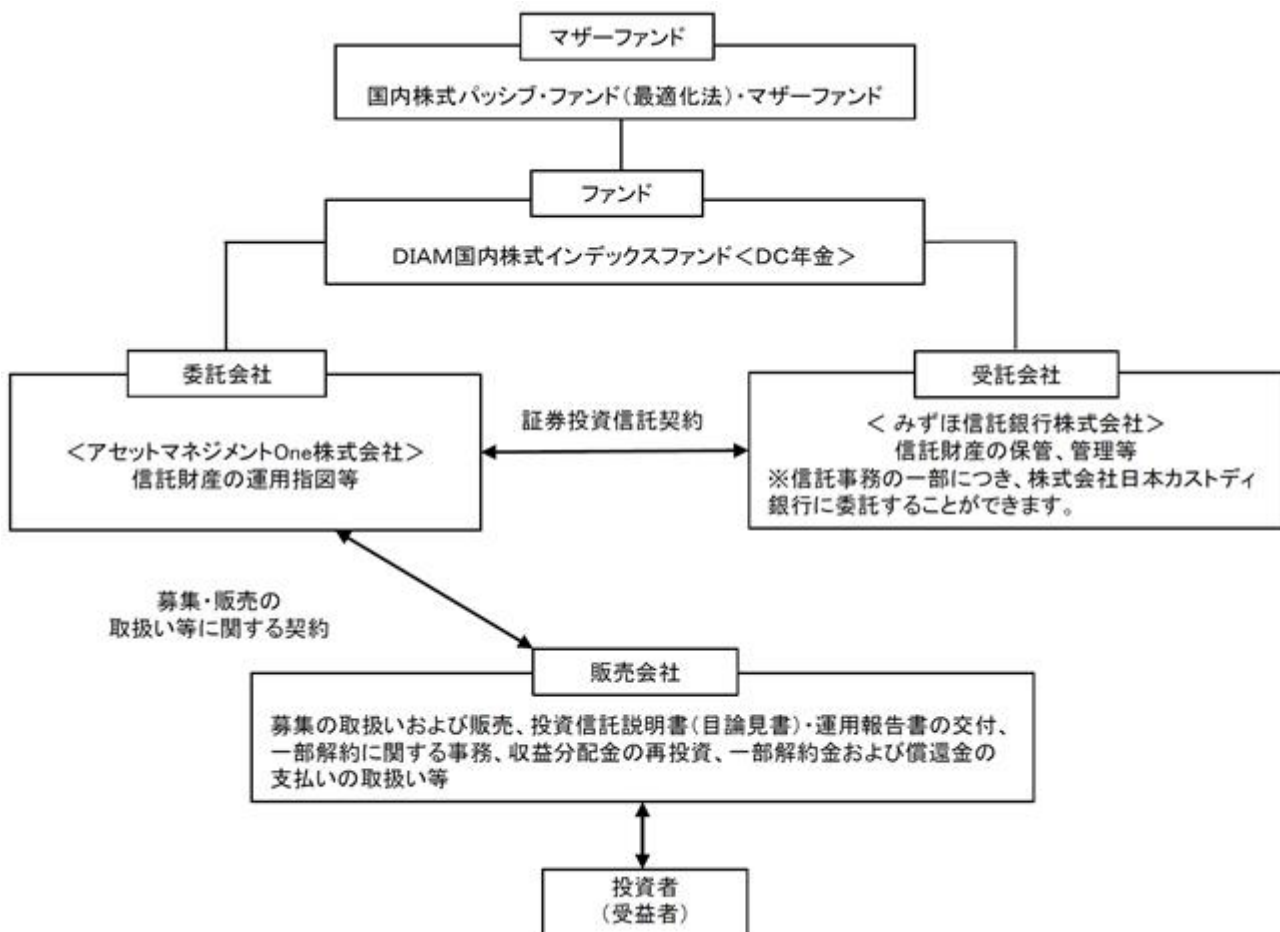 マザーファンド
国内株式パッシブ・ファンド（最適化法）・マザーファンド
ファンド
DIAM国内株式インデックスファンド＜DC年金＞
委託会社
＜アセットマネジメントOne株式会社＞
信託財産の運用指図等
証券投資信託契約
受託会社
＜ みずほ信託銀行株式会社＞
信託財産の保管、管理等
※信託事務の一部につき、株式会社日本カストディ
銀行に委託することができます。
募集・販売の
取扱い等に関する契約
販売会社
募集の取扱いおよび販売、投資信託説明書（目論見書）・運用報告書の交付、
一部解約に関する事務、収益分配金の再投資、一部解約金および償還金の
支払いの取扱い等
投資者
（受益者）